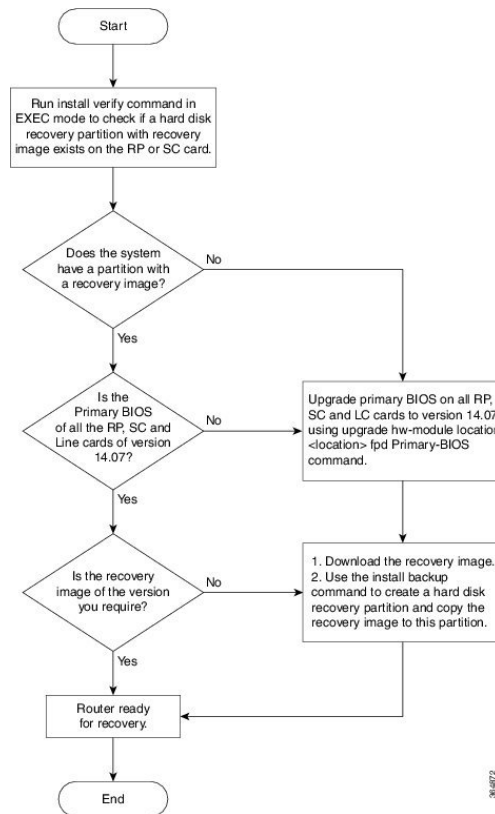 Start
Run install verify command in
EXEC mode to check if a hard disk
recovery partition with recovery
image exists on the RP or SC card.
Does the system
have a partition with
a recovery image?
No
Yes
Is the
Primary BIOS
of all the RP, SC and
Line cards of version
14.07?
No
Upgrade primary BIOS on all RP,
SC and LC cards to version 14.07
using upgrade hw-module location
<location> fpd Primary-BIOS
command.
Yes
Is the recovery
image of the version
you require?
No
1. Download the recovery image.
2. Use the install backup
command to create a hard disk
recovery partition and copy the
recovery image to this partition.
Yes
Router ready
for recovery.
End
364872